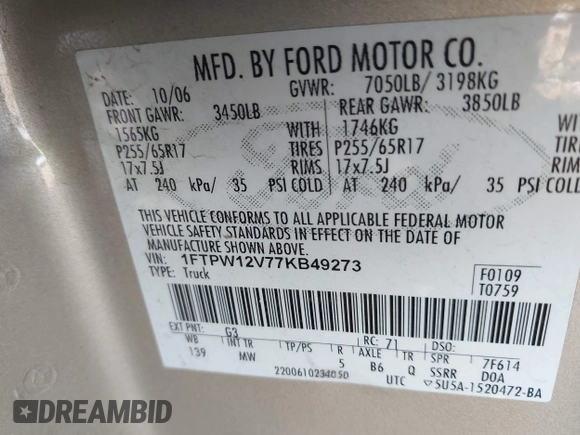 MFD. BY FORD MOTOR CO.
DATE: 10/06 GVWR: 7050LB/ 3198KG
FRONT GAWR: 3450LB REAR GAWR: 3850LB
1565KG WITH 1746KG WITH
P255/65R17 TIRES P255/65R17 TIRES
17x7.5J RIMS 17x7.5J RIMS
AT 240 kPa/ 35 PSI COLD AT 240 kPa/ 35 PSI COLD
THIS VEHICLE CONFORMS TO ALL APPLICABLE FEDERAL MOTOR
VEHICLE SAFETY STANDARDS IN EFFECT ON THE DATE OF
MANUFACTURE SHOWN ABOVE.
VIN: 1FTPW12V77KB49273
TYPE: Truck
F0109
T0759
EXT PNT: G3 RC: 71 DSO:
WB INT TR TP/PS R AXLE TR SPR 7F614
139 MW 5 B6 Q SSRR D0A
2200610234050 UTC 5U5A-1520472-BA
Ford
DREAMBID